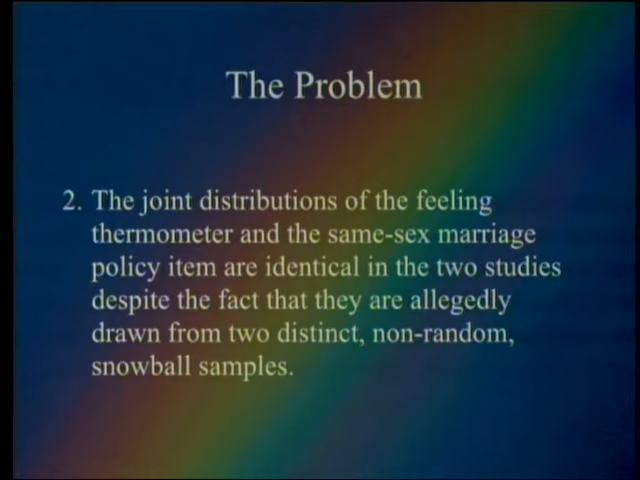 The Problem
2. The joint distributions of the feeling
thermometer and the same-sex marriage
policy item are identical in the two studies
despite the fact that they are allegedly
drawn from two distinct, non-random,
snowball samples.